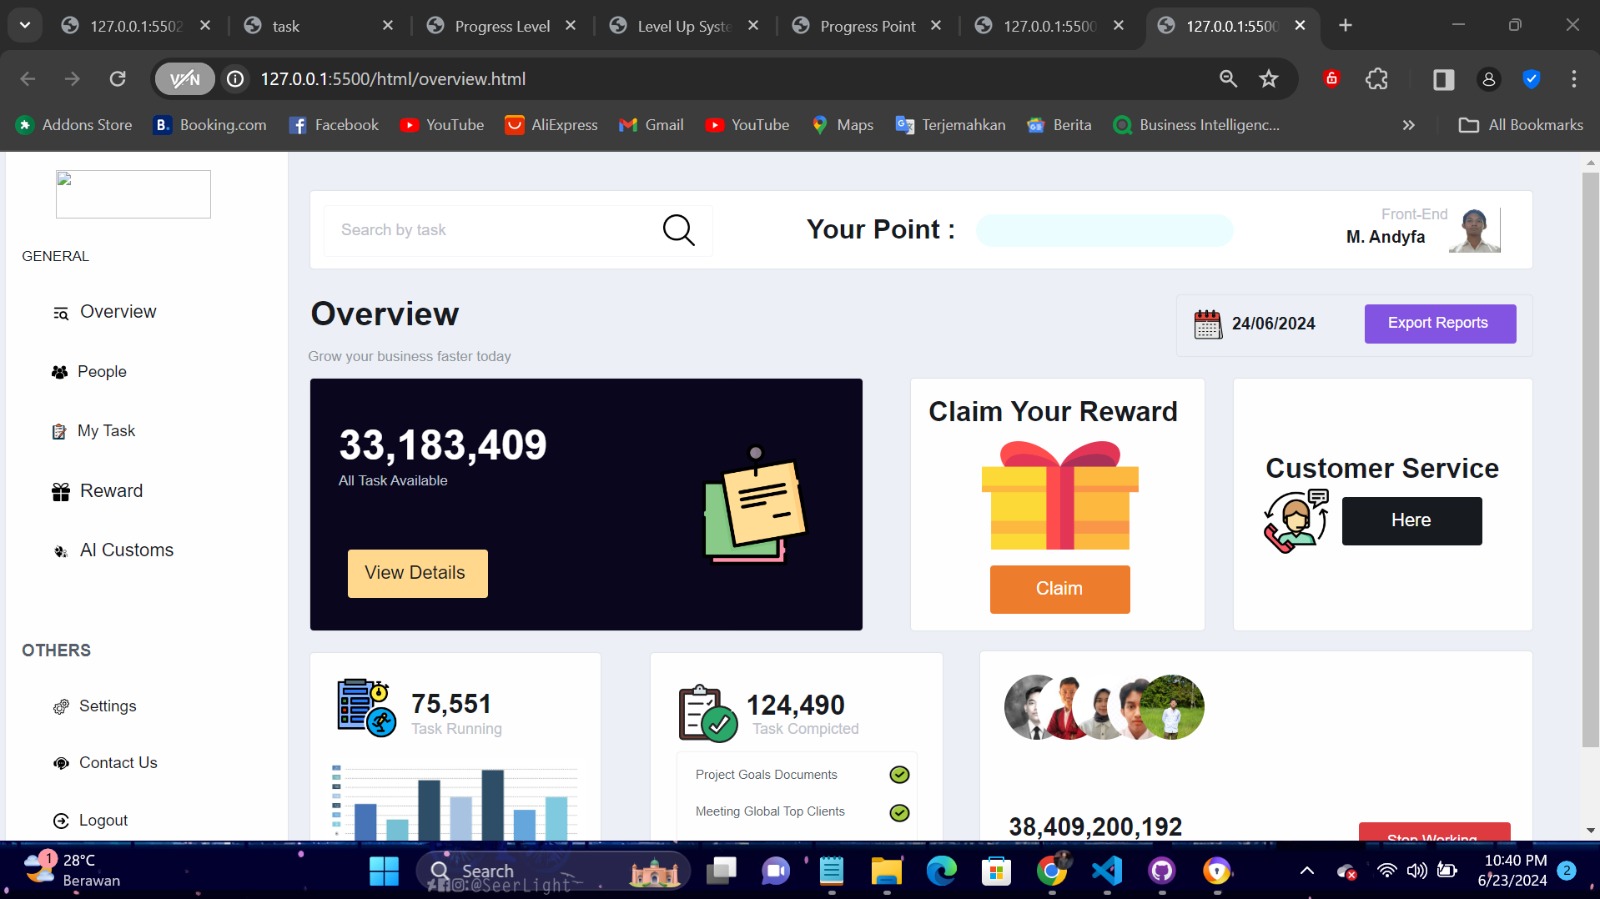 127.0.0.1:5502
task
Progress Level
Level Up Syste
Progress Point
127.0.0.1:5500
127.0.0.1:5500
VPN
127.0.0.1:5500/html/overview.html
Addons Store
Booking.com
Facebook
YouTube
AliExpress
Gmail
YouTube
Maps
Terjemahkan
Berita
Business Intelligenc...
All Bookmarks
Search by task
Your Point :
Front-End
M. Andyfa
GENERAL
Overview
People
My Task
Reward
AI Customs
OTHERS
Settings
Contact Us
Logout
Overview
Grow your business faster today
24/06/2024
Export Reports
33,183,409
All Task Available
View Details
Claim Your Reward
Claim
Customer Service
Here
75,551
Task Running
124,490
Task Compicted
Project Goals Documents
Meeting Global Top Clients
38,409,200,192
Stop Working
1
28°C
Berawan
Search
@SeerLight
10:40 PM
6/23/2024
2